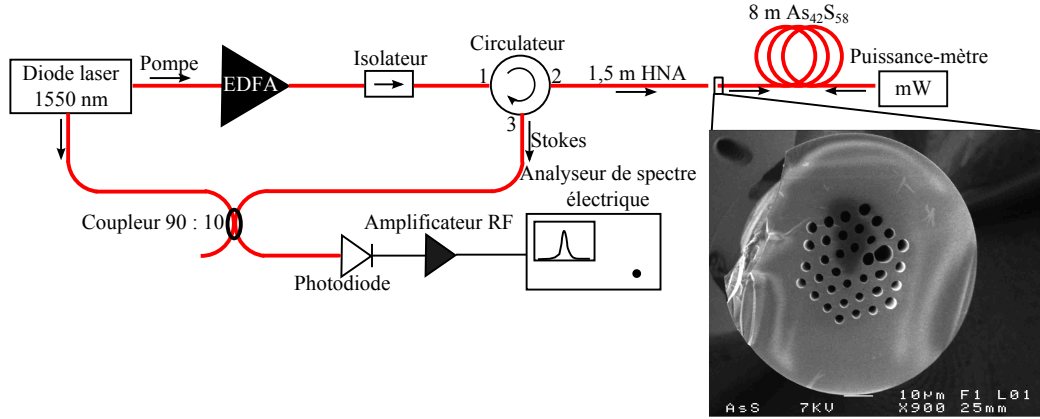 Diode laser
1550 nm
Pompe
EDFA
Isolateur
Circulateur
1
2
3
1,5 m HNA
8 m As₄₂S₅₈
Puissance-mètre
mW
Stokes
Coupleur 90 : 10
Photodiode
Amplificateur RF
Analyseur de spectre
électrique
10µm F1 L01
AsS 7KV X900 25mm